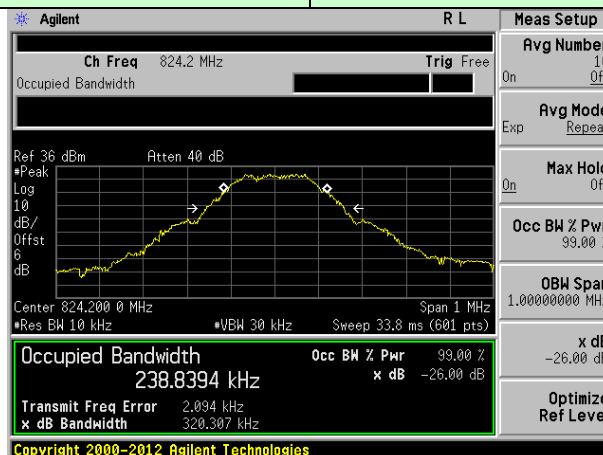 Agilent R L
Ch Freq 824.2 MHz Trig Free
Occupied Bandwidth
Ref 36 dBm Atten 40 dB
#Peak
Log
10
dB/
Offst
6
dB
Center 824.200 0 MHz Span 1 MHz
#Res BW 10 kHz #VBW 30 kHz Sweep 33.8 ms (601 pts)
Occupied Bandwidth Occ BW % Pwr 99.00 %
238.8394 kHz x dB -26.00 dB
Transmit Freq Error 2.094 kHz
x dB Bandwidth 320.307 kHz
Copyright 2000-2012 Agilent Technologies
Meas Setup
Avg Number
10
On Of
Avg Mode
Exp Repea
Max Hold
On Of
Occ BW % Pwr
99.00
OBW Span
1.00000000 MH
x dB
-26.00 dB
Optimize
Ref Level